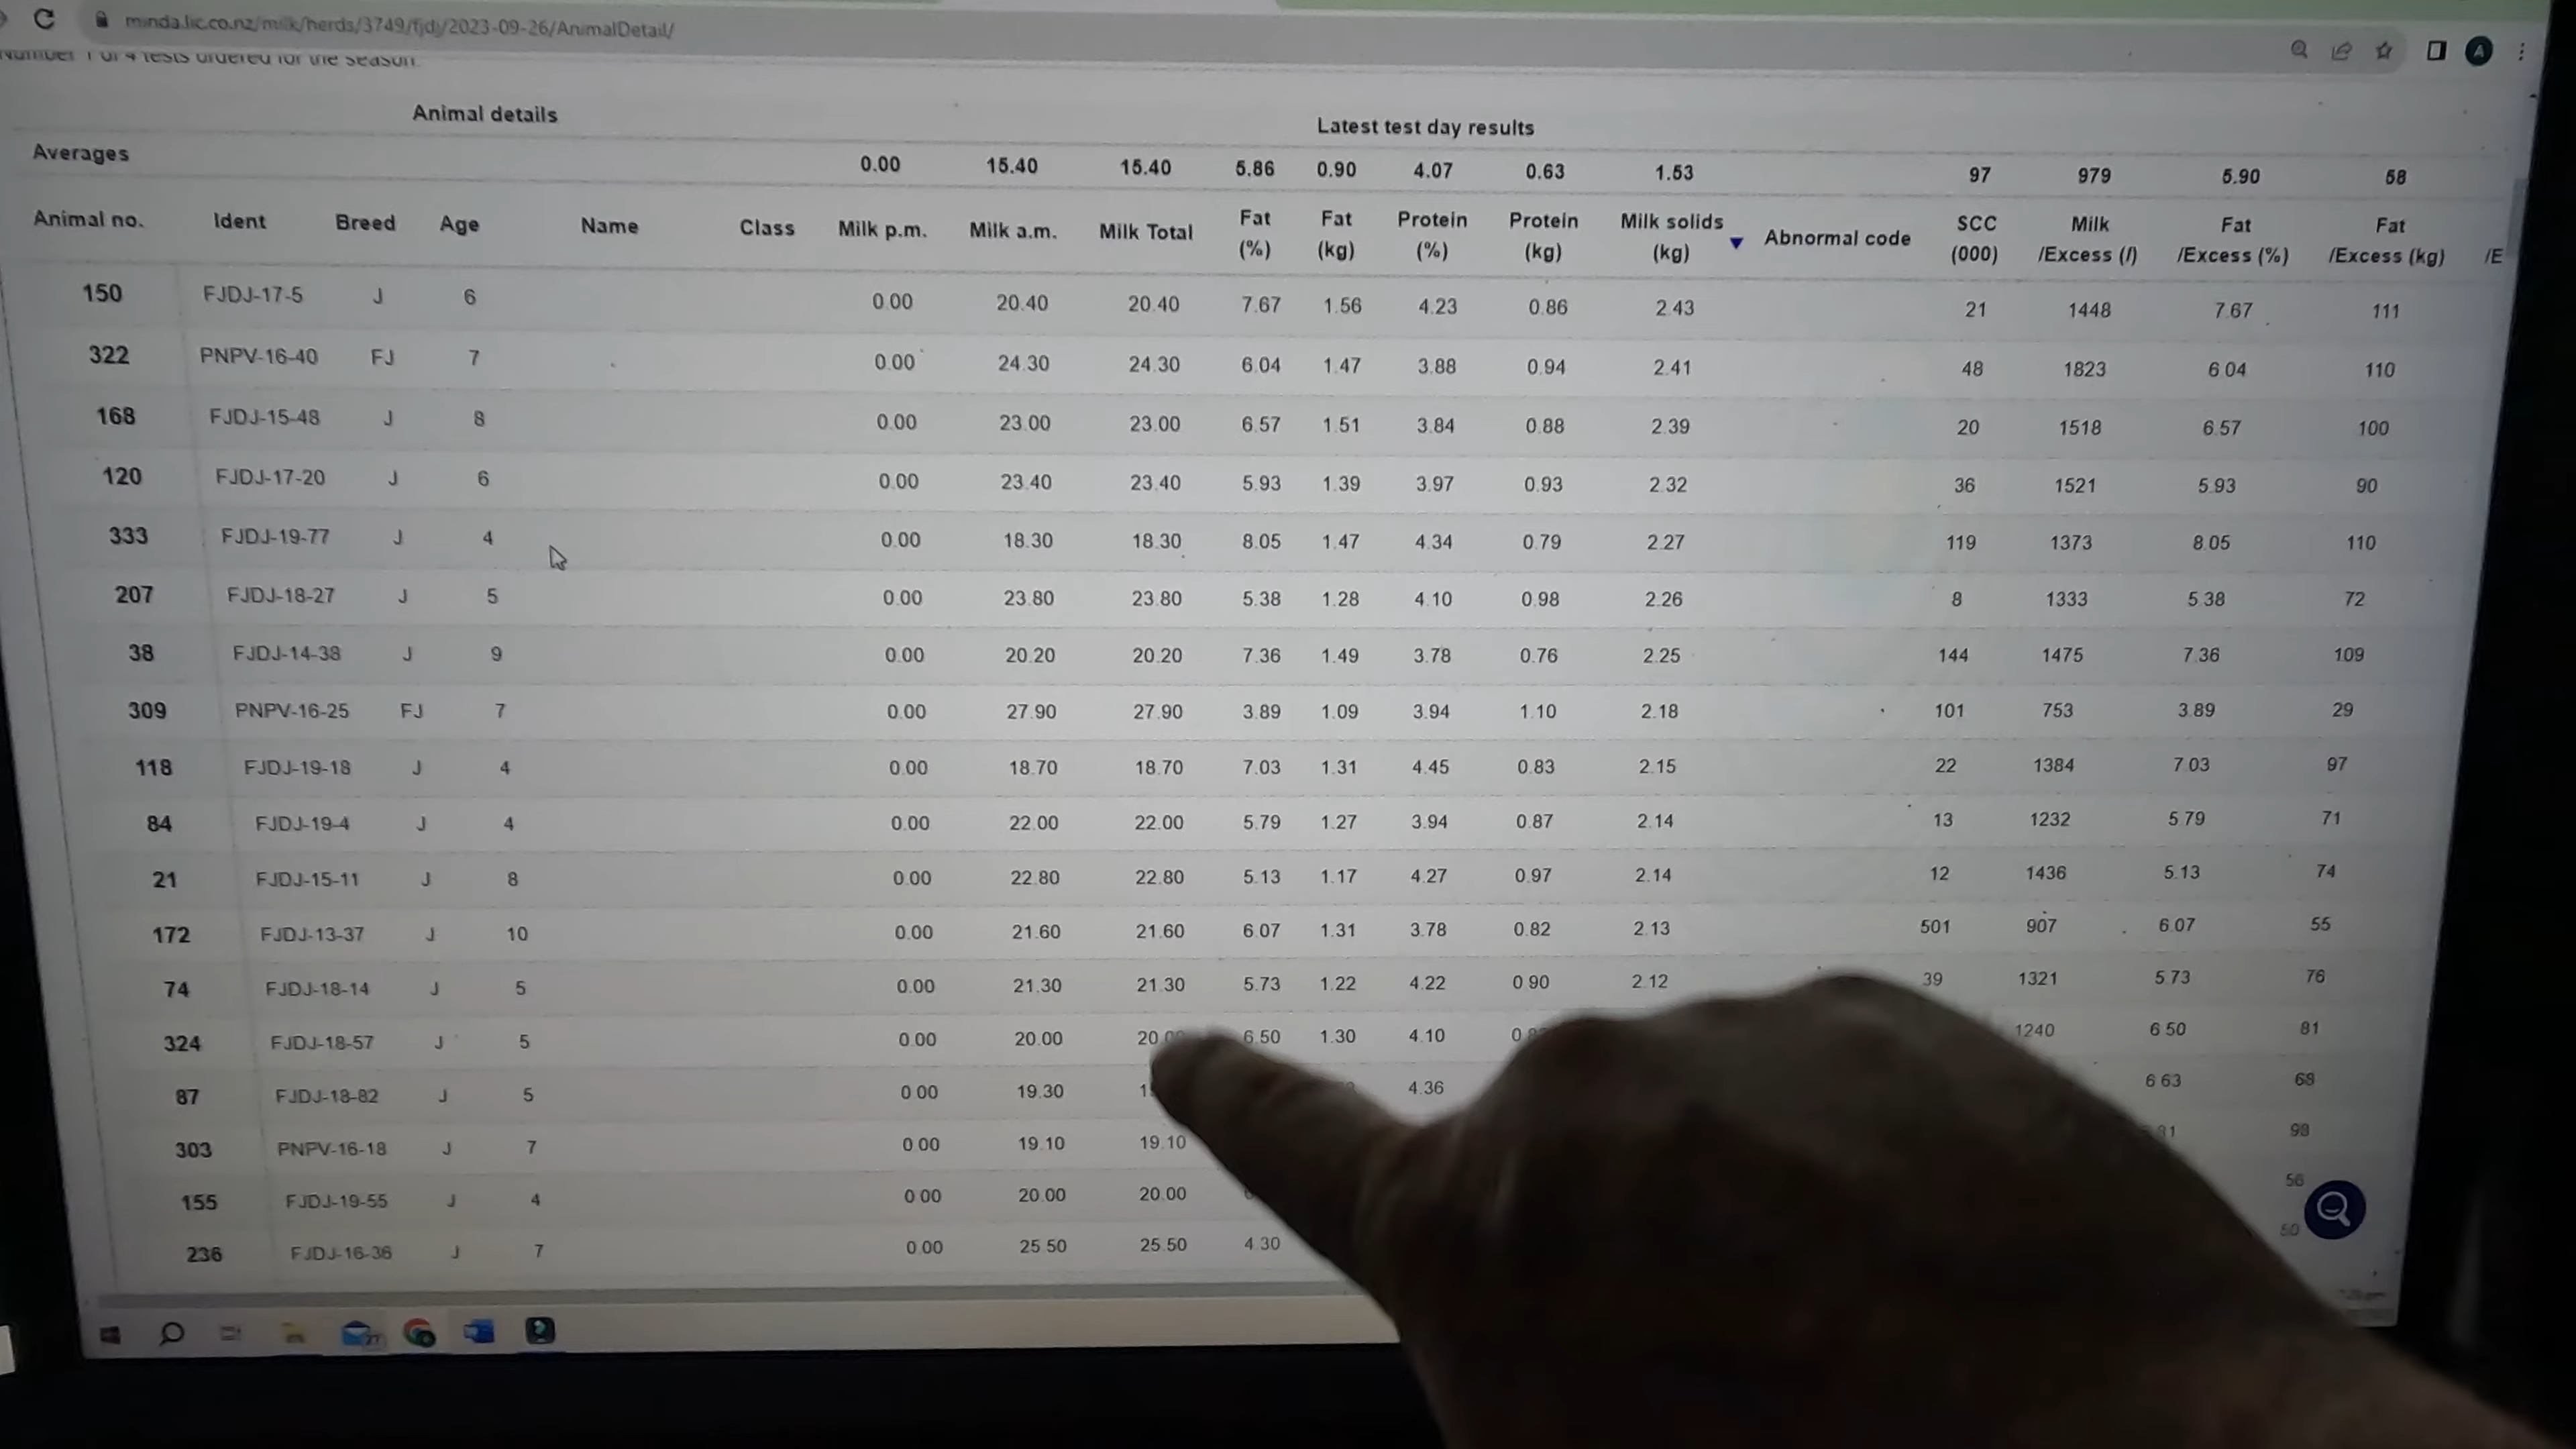 minda.lic.co.nz/milk/herds/3749/fjdj/2023-09-26/AnimalDetail/
A
Number 1 of 4 tests ordered for the season.
Animal details
Latest test day results
Averages 0.00 15.40 15.40 5.86 0.90 4.07 0.63 1.53 97 979 5.90 58
Animal no. Ident Breed Age Name Class Milk p.m. Milk a.m. Milk Total Fat (%) Fat (kg) Protein (%) Protein (kg) Milk solids (kg) Abnormal code SCC (000) Milk /Excess (l) Fat /Excess (%) Fat /Excess (kg) /E
150 FJDJ-17-5 J 6 0.00 20.40 20.40 7.67 1.56 4.23 0.86 2.43 21 1448 7.67 111
322 PNPV-16-40 FJ 7 0.00 24.30 24.30 6.04 1.47 3.88 0.94 2.41 48 1823 6.04 110
168 FJDJ-15-48 J 8 0.00 23.00 23.00 6.57 1.51 3.84 0.88 2.39 20 1518 6.57 100
120 FJDJ-17-20 J 6 0.00 23.40 23.40 5.93 1.39 3.97 0.93 2.32 36 1521 5.93 90
333 FJDJ-19-77 J 4 0.00 18.30 18.30 8.05 1.47 4.34 0.79 2.27 119 1373 8.05 110
207 FJDJ-18-27 J 5 0.00 23.80 23.80 5.38 1.28 4.10 0.98 2.26 8 1333 5.38 72
38 FJDJ-14-38 J 9 0.00 20.20 20.20 7.36 1.49 3.78 0.76 2.25 144 1475 7.36 109
309 PNPV-16-25 FJ 7 0.00 27.90 27.90 3.89 1.09 3.94 1.10 2.18 101 753 3.89 29
118 FJDJ-19-18 J 4 0.00 18.70 18.70 7.03 1.31 4.45 0.83 2.15 22 1384 7.03 97
84 FJDJ-19-4 J 4 0.00 22.00 22.00 5.79 1.27 3.94 0.87 2.14 13 1232 5.79 71
21 FJDJ-15-11 J 8 0.00 22.80 22.80 5.13 1.17 4.27 0.97 2.14 12 1436 5.13 74
172 FJDJ-13-37 J 10 0.00 21.60 21.60 6.07 1.31 3.78 0.82 2.13 501 907 6.07 55
74 FJDJ-18-14 J 5 0.00 21.30 21.30 5.73 1.22 4.22 0.90 2.12 39 1321 5.73 76
324 FJDJ-18-57 J 5 0.00 20.00 20.00 6.50 1.30 4.10 1240 6.50 81
87 FJDJ-18-82 J 5 0.00 19.30 4.36 6.63 68
303 PNPV-16-18 J 7 0.00 19.10 19.10 98
155 FJDJ-19-55 J 4 0.00 20.00 20.00 56
236 FJDJ-16-36 J 7 0.00 25.50 25.50 4.30 50
27